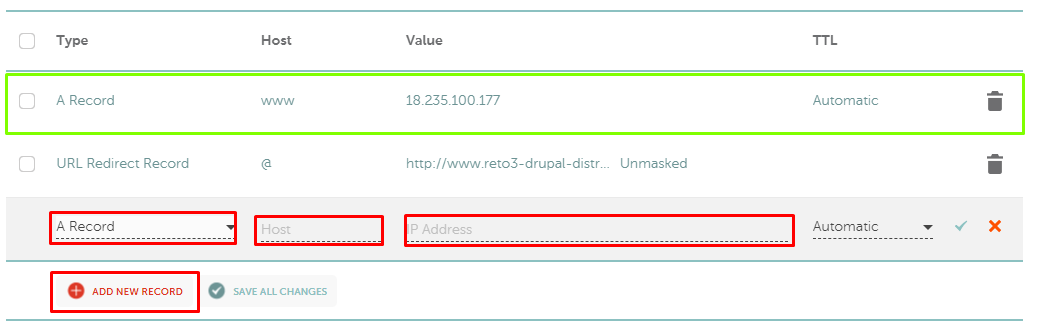 Type Host Value TTL
A Record www 18.235.100.177 Automatic
URL Redirect Record @ http://www.reto3-drupal-distr... Unmasked
A Record Host IP Address Automatic
ADD NEW RECORD SAVE ALL CHANGES